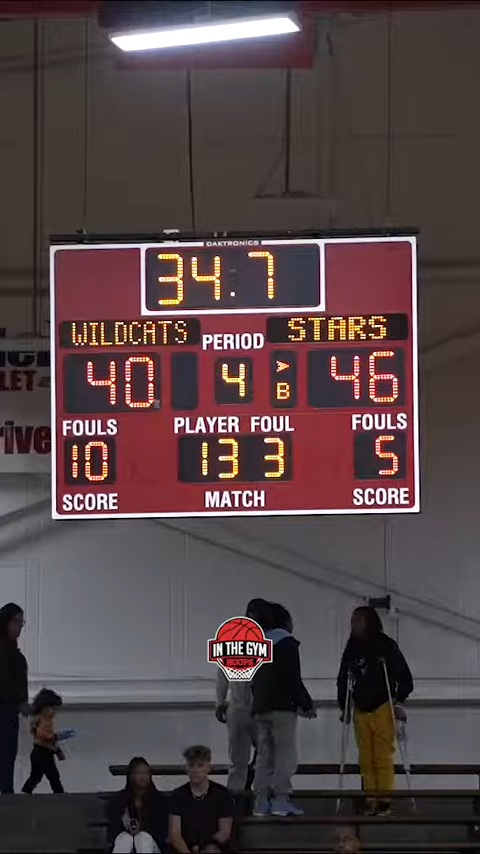 DAKTRONICS
34.7
WILDCATS PERIOD STARS
40 4 > B 46
FOULS PLAYER FOUL FOULS
10 13 3 5
SCORE MATCH SCORE
IN THE GYM
HOOPS